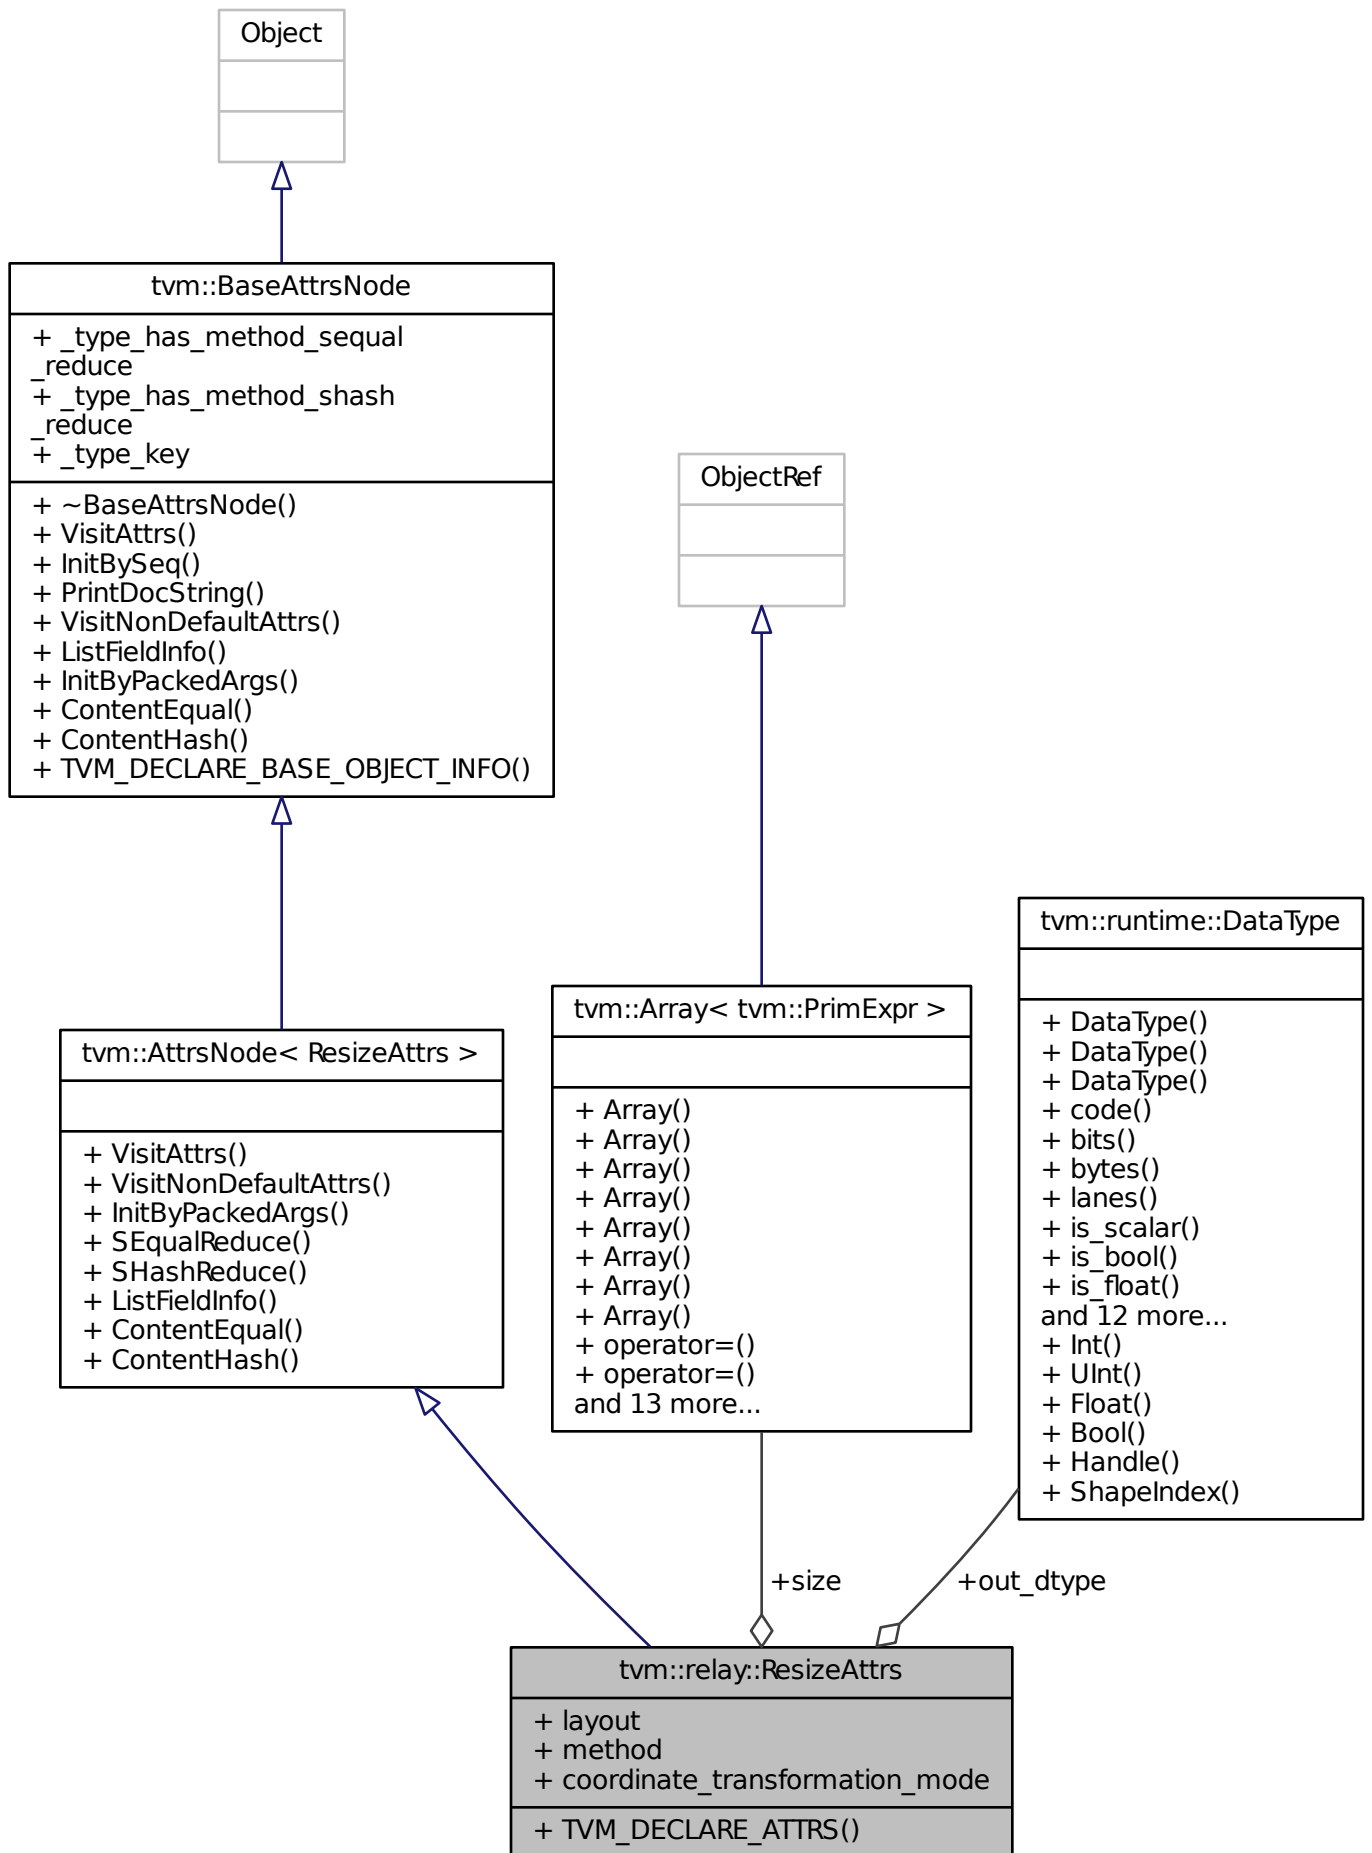 Object
tvm::BaseAttrsNode
+ _type_has_method_sequal
_reduce
+ _type_has_method_shash
_reduce
+ _type_key
+ ~BaseAttrsNode()
+ VisitAttrs()
+ InitBySeq()
+ PrintDocString()
+ VisitNonDefaultAttrs()
+ ListFieldInfo()
+ InitByPackedArgs()
+ ContentEqual()
+ ContentHash()
+ TVM_DECLARE_BASE_OBJECT_INFO()
ObjectRef
tvm::AttrsNode< ResizeAttrs >
+ VisitAttrs()
+ VisitNonDefaultAttrs()
+ InitByPackedArgs()
+ SEqualReduce()
+ SHashReduce()
+ ListFieldInfo()
+ ContentEqual()
+ ContentHash()
tvm::Array< tvm::PrimExpr >
+ Array()
+ Array()
+ Array()
+ Array()
+ Array()
+ Array()
+ Array()
+ Array()
+ operator=()
+ operator=()
and 13 more...
tvm::runtime::DataType
+ DataType()
+ DataType()
+ DataType()
+ code()
+ bits()
+ bytes()
+ lanes()
+ is_scalar()
+ is_bool()
+ is_float()
and 12 more...
+ Int()
+ UInt()
+ Float()
+ Bool()
+ Handle()
+ ShapeIndex()
+size
+out_dtype
tvm::relay::ResizeAttrs
+ layout
+ method
+ coordinate_transformation_mode
+ TVM_DECLARE_ATTRS()